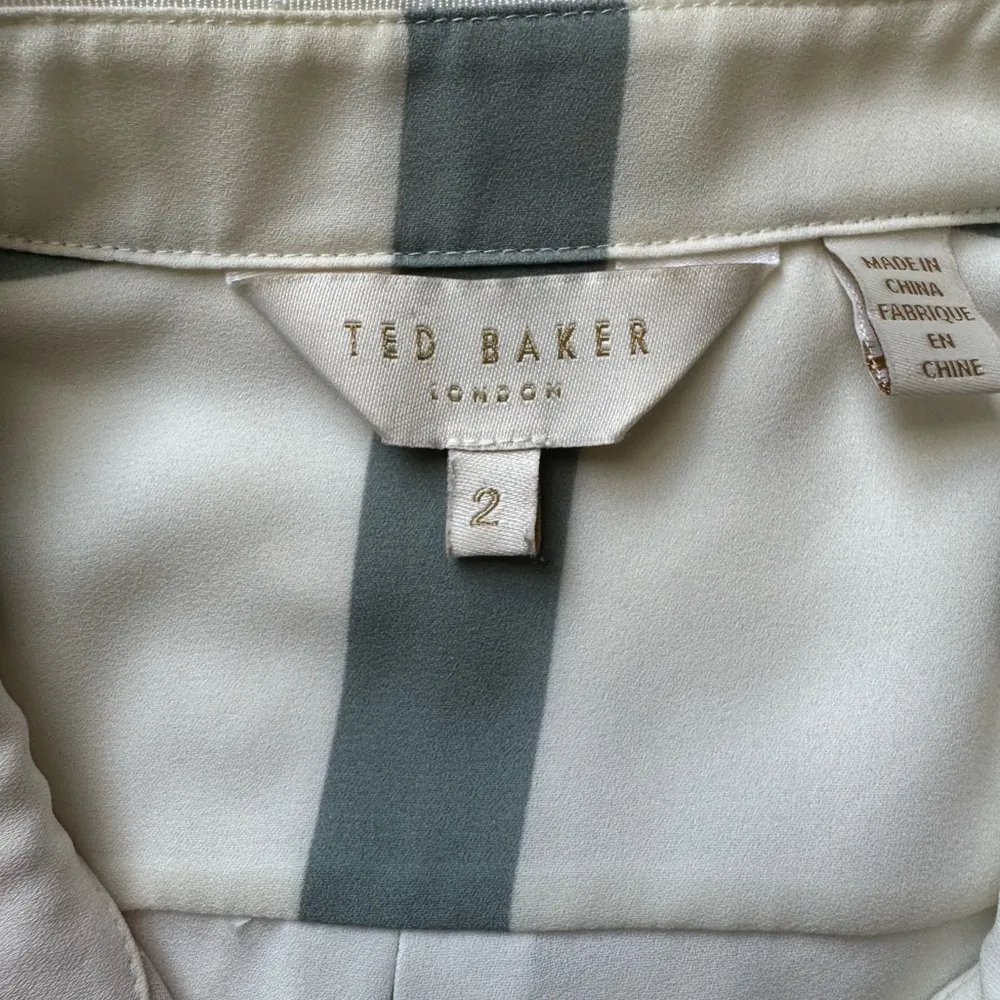 TED BAKER
LONDON
2
MADE IN
CHINA
FABRIQUE
EN
CHINE